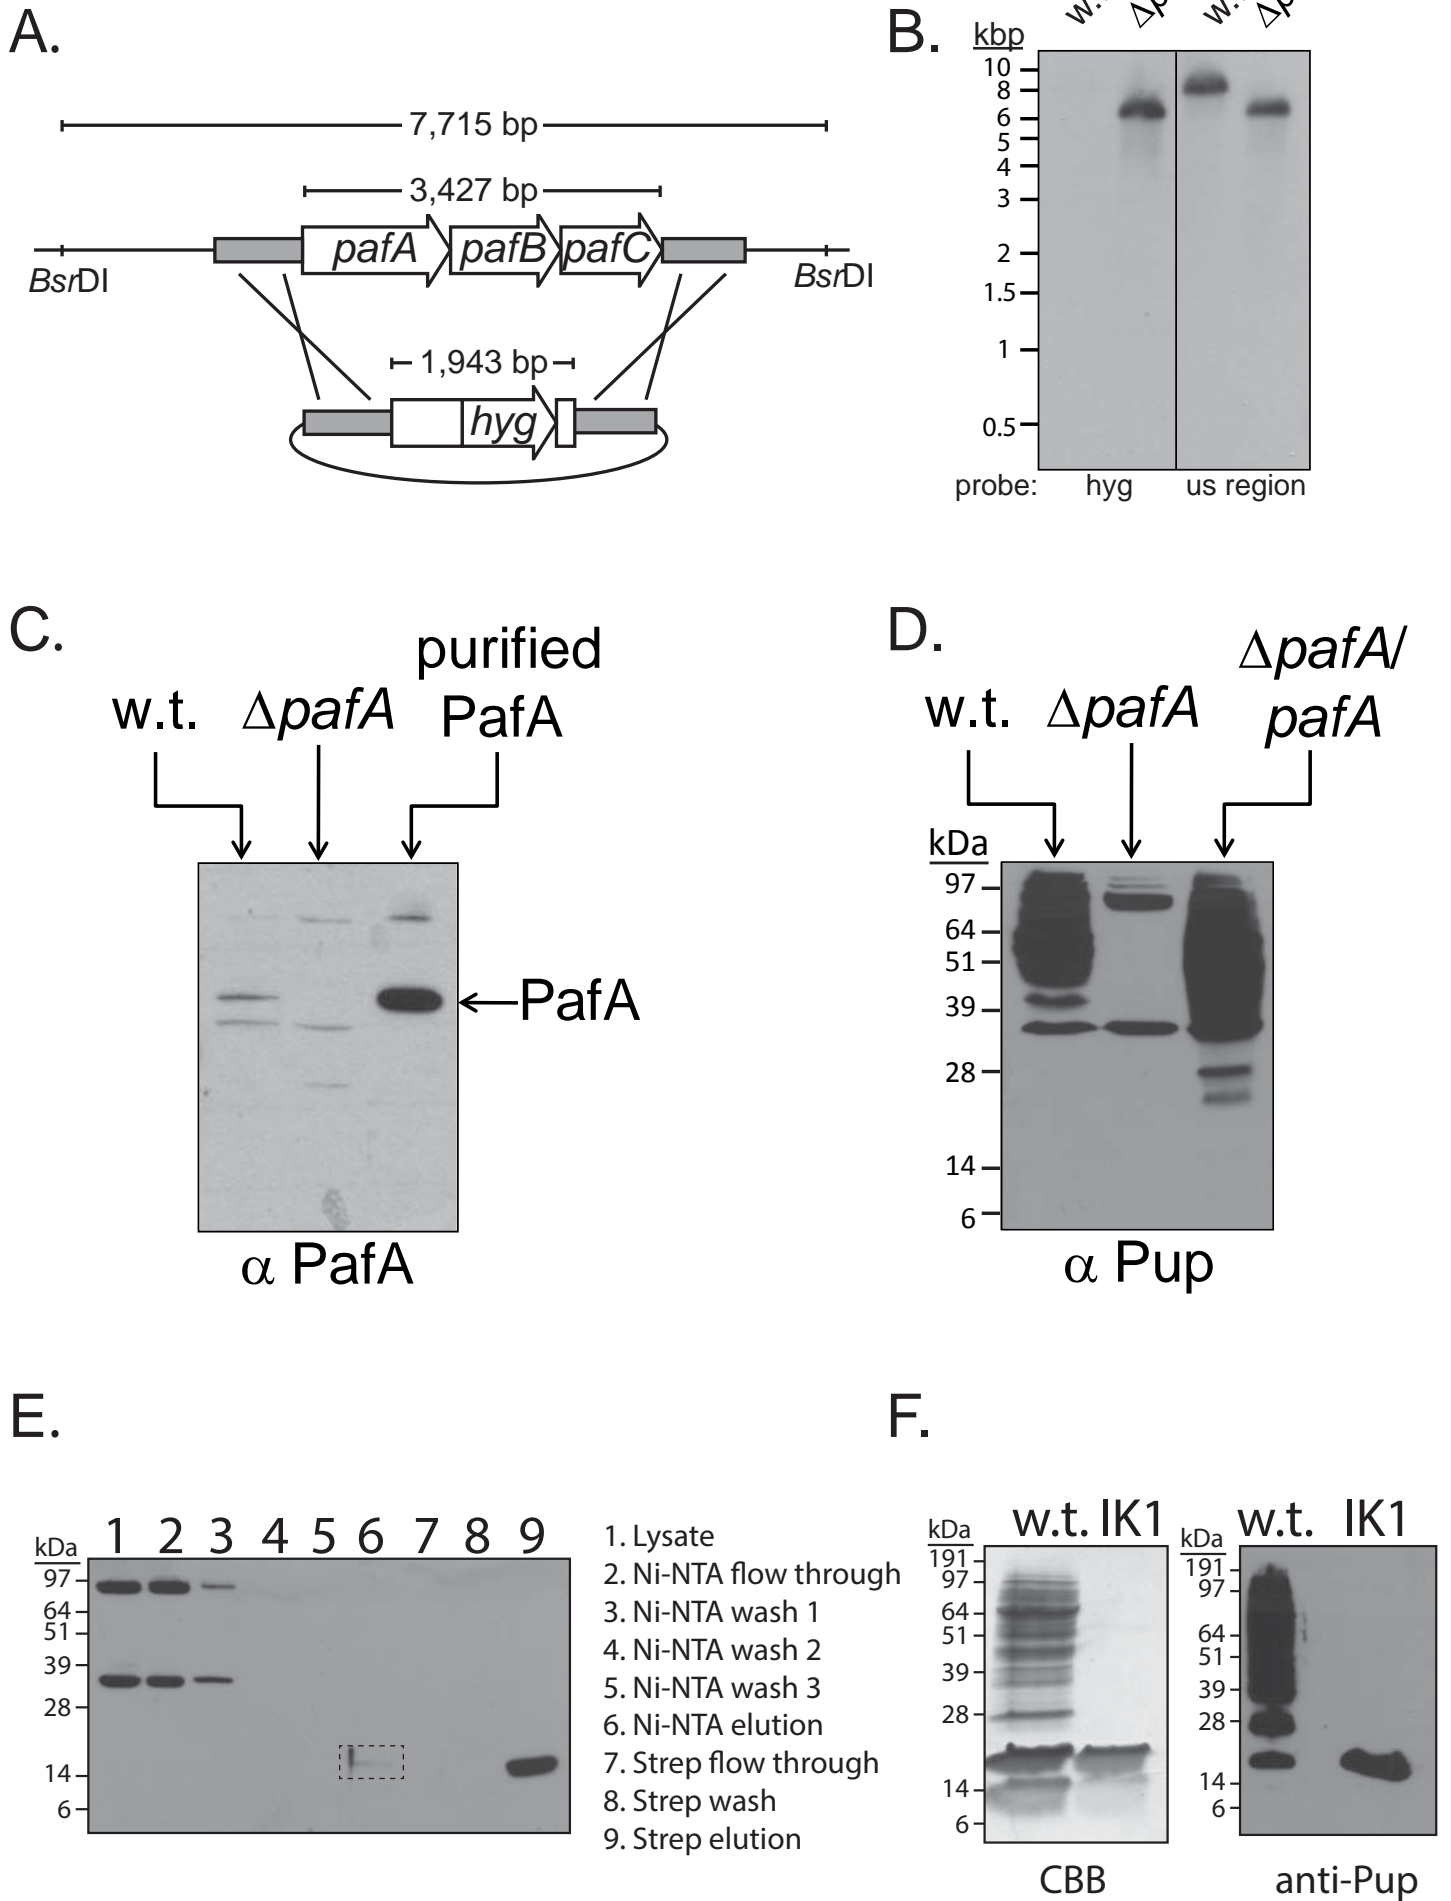 A.
7,715 bp
3,427 bp
pafA pafB pafC
BsrDI BsrDI
1,943 bp
hyg
B.
kbp
10
8
6
5
4
3
2
1.5
1
0.5
probe: hyg us region
C.
purified
w.t. ΔpafA PafA
PafA
α PafA
D.
ΔpafA/
w.t. ΔpafA pafA
kDa
97
64
51
39
28
14
6
α Pup
E.
kDa 1 2 3 4 5 6 7 8 9
97
64
51
39
28
14
6
1. Lysate
2. Ni-NTA flow through
3. Ni-NTA wash 1
4. Ni-NTA wash 2
5. Ni-NTA wash 3
6. Ni-NTA elution
7. Strep flow through
8. Strep wash
9. Strep elution
F.
kDa w.t. IK1
191
97
64
51
39
28
14
6
CBB
kDa w.t. IK1
191
97
64
51
39
28
14
6
anti-Pup